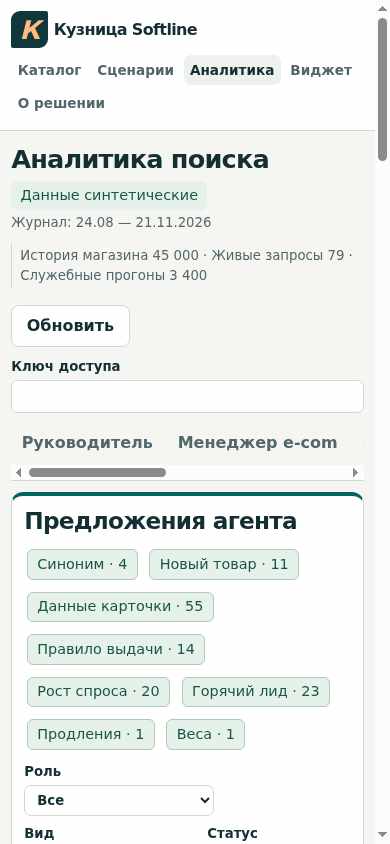 K Кузница Softline
Каталог Сценарии Аналитика Виджет
О решении
Аналитика поиска
Данные синтетические
Журнал: 24.08 — 21.11.2026
История магазина 45 000 · Живые запросы 79 ·
Служебные прогоны 3 400
Обновить
Ключ доступа
Руководитель Менеджер e-com
Предложения агента
Синоним · 4 Новый товар · 11
Данные карточки · 55
Правило выдачи · 14
Рост спроса · 20 Горячий лид · 23
Продления · 1 Веса · 1
Роль
Все
Вид Статус